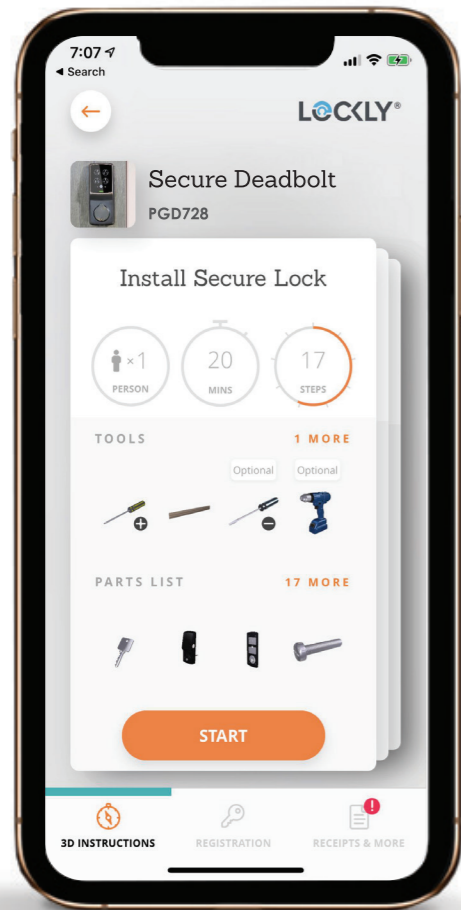 7:07
◀ Search
LOCKLY®
Secure Deadbolt
PGD728
Install Secure Lock
×1
PERSON
20
MINS
17
STEPS
TOOLS
1 MORE
Optional
Optional
PARTS LIST
17 MORE
START
3D INSTRUCTIONS
REGISTRATION
RECEIPTS & MORE